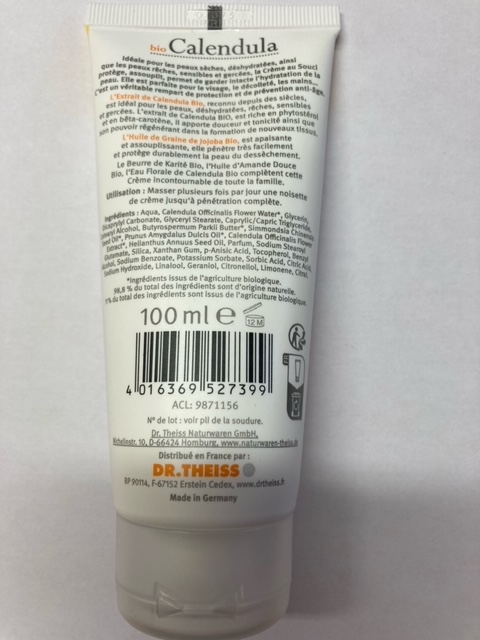 bio Calendula
Idéale pour les peaux sèches, déshydratées, ainsi
que les peaux rêches, sensibles et gercées, la Crème au Souci
protège, assouplit, permet de garder intacte l'hydratation de la
peau. Elle est parfaite pour le visage, le décolleté, les mains...
C'est un véritable rempart de protection et de prévention anti-âge.
L'Extrait de Calendula Bio, reconnu depuis des siècles,
est idéal pour les peaux, déshydratées, rêches, sensibles
et gercées. L'extrait de Calendula BIO, est riche en phytostérol
et en bêta-carotène, il apporte douceur et tonicité ainsi que
son pouvoir régénérant dans la formation de nouveaux tissus.
L'Huile de Graine de Jojoba Bio, est apaisante
et assouplissante, elle pénètre très facilement
et protège durablement la peau du dessèchement.
Le Beurre de Karité Bio, l'Huile d'Amande Douce
Bio, l'Eau Florale de Calendula Bio complètent cette
Crème incontournable de toute la famille.
Utilisation : Masser plusieurs fois par jour une noisette
de crème jusqu'à pénétration complète.
Ingrédients : Aqua, Calendula Officinalis Flower Water*, Glycerin,
Dicaprylyl Carbonate, Glyceryl Stearate, Caprylic/Capric Triglyceride,
Alcohol, Butyrospermum Parkii Butter*, Simmondsia Chinensis
Seed Oil*, Prunus Amygdalus Dulcis Oil*, Calendula Officinalis Flower
Extract*, Helianthus Annuus Seed Oil, Parfum, Sodium Stearoyl
Glutamate, Silica, Xanthan Gum, p-Anisic Acid, Tocopherol, Benzyl
Alcohol, Sodium Benzoate, Potassium Sorbate, Sorbic Acid, Citric Acid,
Sodium Hydroxide, Linalool, Geraniol, Citronellol, Limonene, Citral.
*Ingrédients issus de l'agriculture biologique.
98,8 % du total des ingrédients sont d'origine naturelle.
% du total des ingrédients sont issus de l'agriculture biologique.
100 ml e 12 M
4 016369 527399
ACL: 9871156
N° de lot : voir pli de la soudure.
Dr. Theiss Naturwaren GmbH,
Michelinstr. 10, D-66424 Homburg, www.naturwaren-theiss.de
Distribué en France par :
DR.THEISS
BP 90114, F-67152 Erstein Cedex, www.drtheiss.fr
Made in Germany